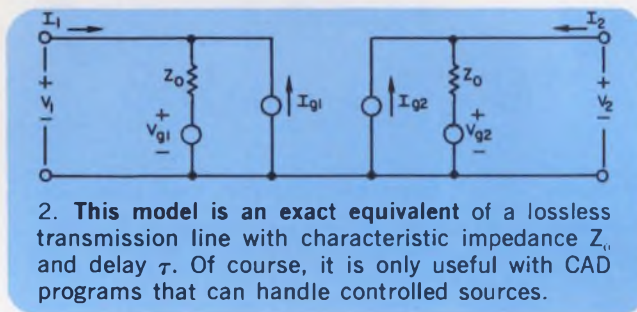 I1 I2
Z0 Z0
+ V1 − + Vg1 − Ig1 Ig2 + Vg2 − + V2 −
2. This model is an exact equivalent of a lossless
transmission line with characteristic impedance Z₀
and delay τ. Of course, it is only useful with CAD
programs that can handle controlled sources.